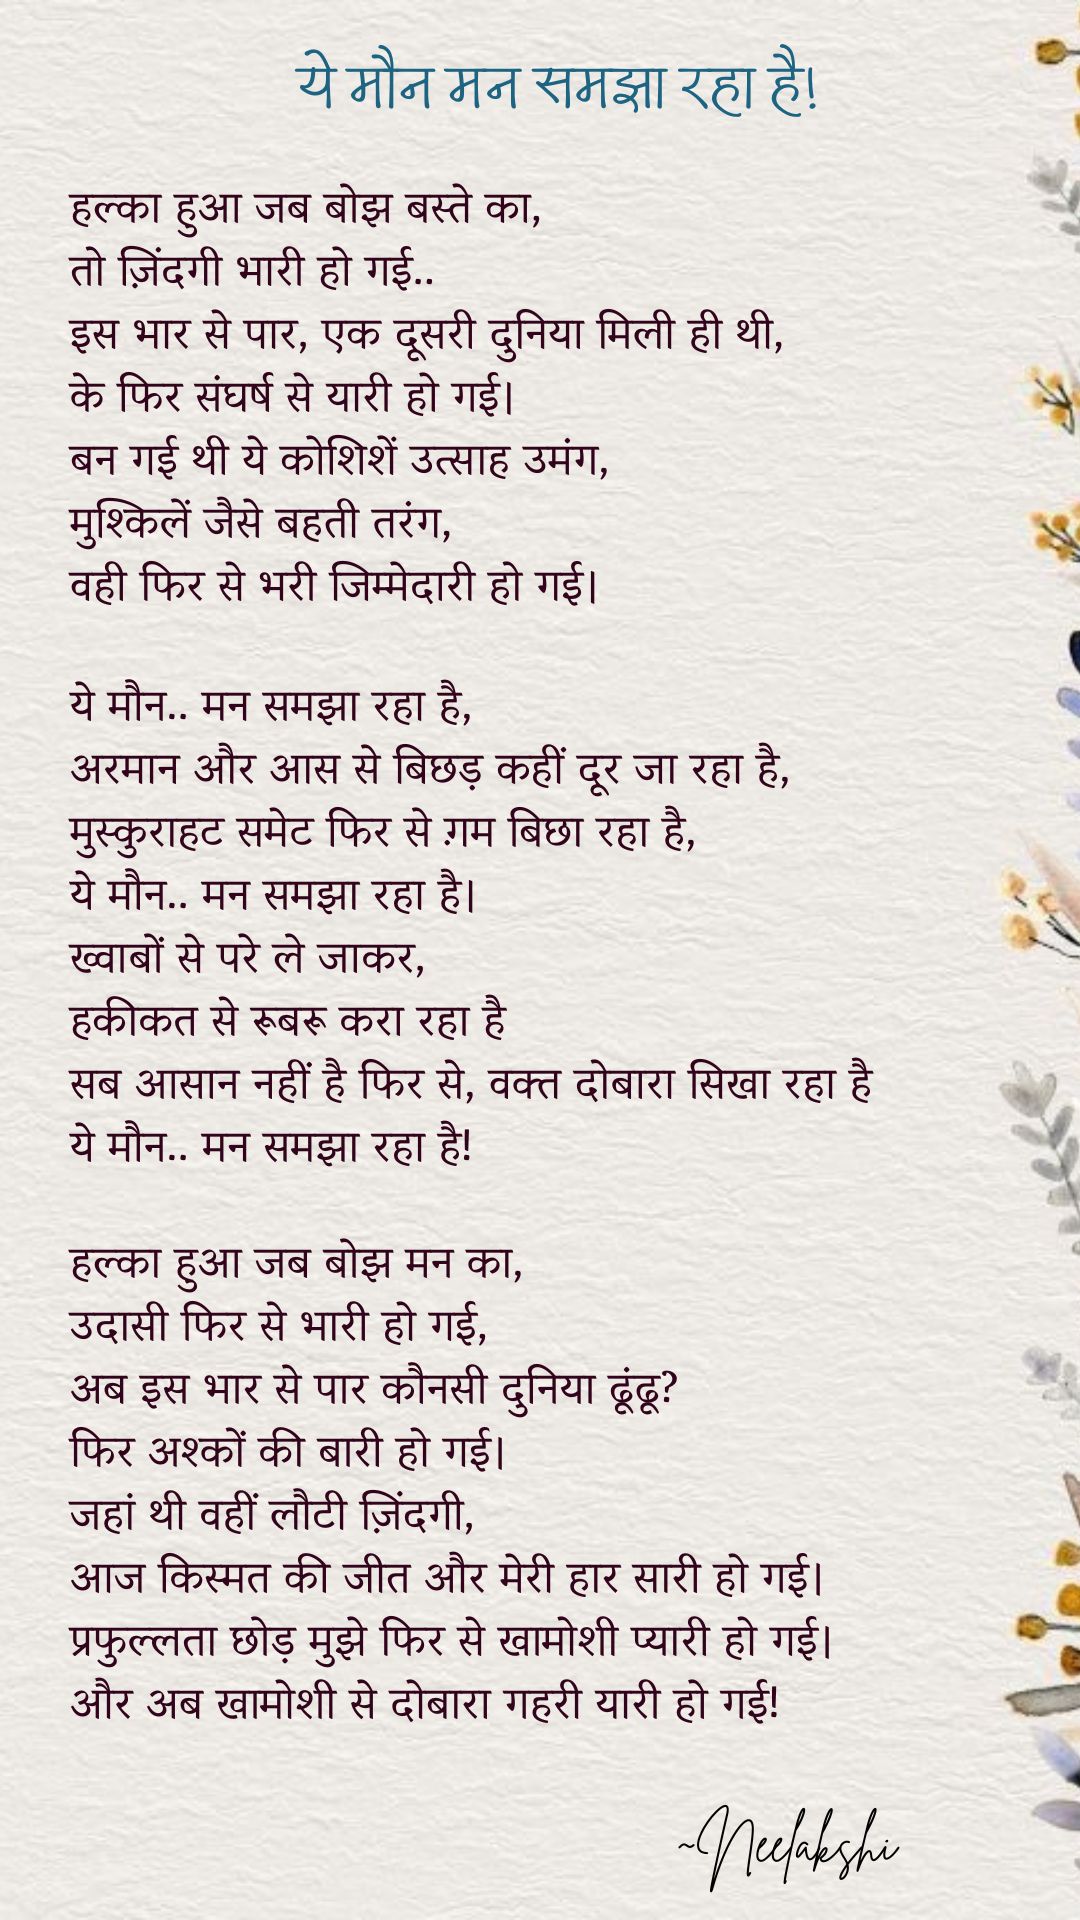 ये मौन मन समझा रहा है!
हल्का हुआ जब बोझ बस्ते का,
तो ज़िंदगी भारी हो गई..
इस भार से पार, एक दूसरी दुनिया मिली ही थी,
के फिर संघर्ष से यारी हो गई।
बन गई थी ये कोशिशें उत्साह उमंग,
मुश्किलें जैसे बहती तरंग,
वही फिर से भरी जिम्मेदारी हो गई।
ये मौन.. मन समझा रहा है,
अरमान और आस से बिछड़ कहीं दूर जा रहा है,
मुस्कुराहट समेट फिर से ग़म बिछा रहा है,
ये मौन.. मन समझा रहा है।
ख्वाबों से परे ले जाकर,
हकीकत से रूबरू करा रहा है
सब आसान नहीं है फिर से, वक्त दोबारा सिखा रहा है
ये मौन.. मन समझा रहा है!
हल्का हुआ जब बोझ मन का,
उदासी फिर से भारी हो गई,
अब इस भार से पार कौनसी दुनिया ढूंढू?
फिर अश्कों की बारी हो गई।
जहां थी वहीं लौटी ज़िंदगी,
आज किस्मत की जीत और मेरी हार सारी हो गई।
प्रफुल्लता छोड़ मुझे फिर से खामोशी प्यारी हो गई।
और अब खामोशी से दोबारा गहरी यारी हो गई!
~Neelakshi